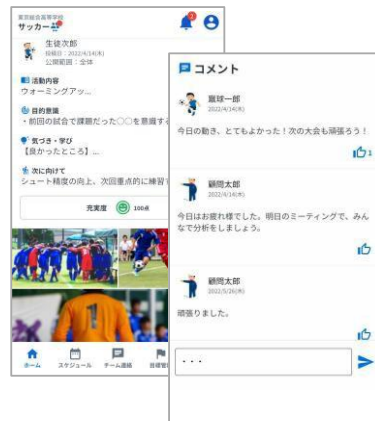 東京総合高等学校
サッカー
生徒次郎
投稿日：2022/4/14(木)
公開範囲：全体
活動内容
ウォーミングアッ...
目的意識
・前回の試合で課題だった○○を意識す
気づき・学び
【良かったところ】...
次に向けて
シュート精度の向上、次回重点的に練習
充実度 100点
ホーム
スケジュール
チーム連絡
目標管
コメント
蹴球一郎
2022/4/14(木)
今日の動き、とてもよかった！次の大会も頑張ろう！
1
顧問太郎
2022/4/14(木)
今日はお疲れ様でした。明日のミーティングで、みん
なで分析をしましょう。
顧問太郎
2022/5/26(木)
頑張りました。
・・・